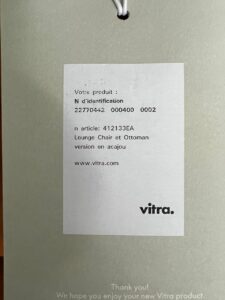 Votre produit :
N d'identification
22770442 000400 0002
n article: 412133EA
Lounge Chair et Ottoman
version en acajou
www.vitra.com
vitra.
Thank you!
We hope you enjoy your new Vitra product.